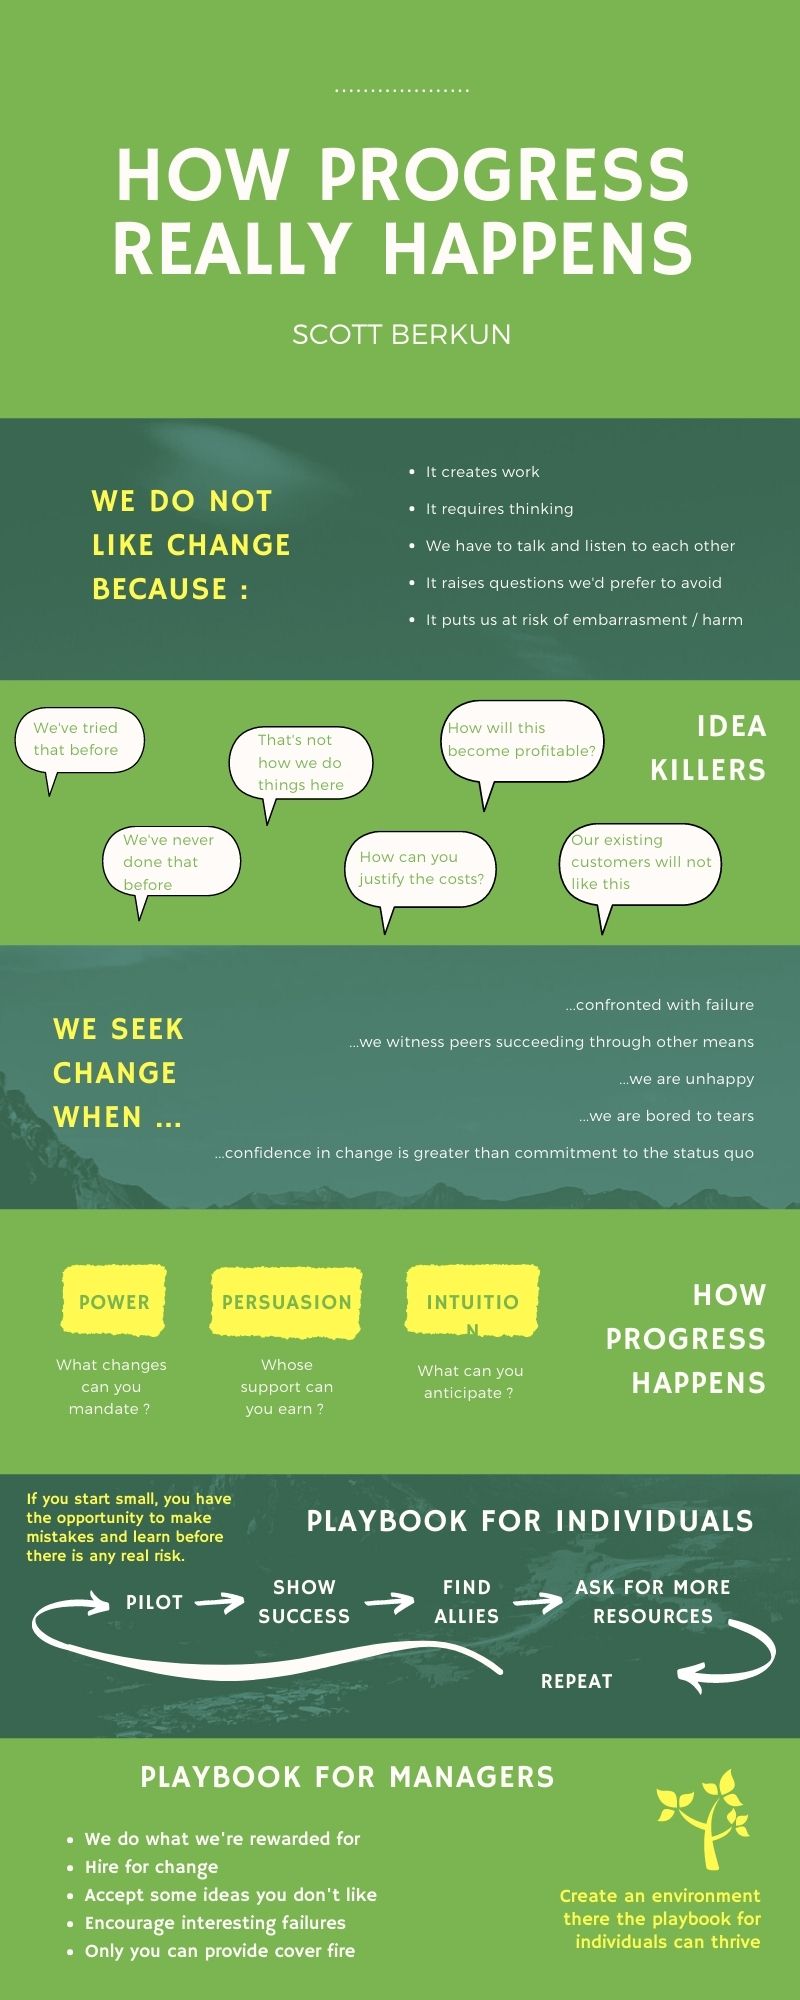 HOW PROGRESS
REALLY HAPPENS
SCOTT BERKUN
WE DO NOT
LIKE CHANGE
BECAUSE :
• It creates work
• It requires thinking
• We have to talk and listen to each other
• It raises questions we'd prefer to avoid
• It puts us at risk of embarrasment / harm
IDEA
KILLERS
We've tried
that before
That's not
how we do
things here
How will this
become profitable?
We've never
done that
before
How can you
justify the costs?
Our existing
customers will not
like this
WE SEEK
CHANGE
WHEN ...
...confronted with failure
...we witness peers succeeding through other means
...we are unhappy
...we are bored to tears
...confidence in change is greater than commitment to the status quo
HOW
PROGRESS
HAPPENS
POWER
What changes
can you
mandate ?
PERSUASION
Whose
support can
you earn ?
INTUITIO
N
What can you
anticipate ?
If you start small, you have
the opportunity to make
mistakes and learn before
there is any real risk.
PLAYBOOK FOR INDIVIDUALS
PILOT
SHOW
SUCCESS
FIND
ALLIES
ASK FOR MORE
RESOURCES
REPEAT
PLAYBOOK FOR MANAGERS
• We do what we're rewarded for
• Hire for change
• Accept some ideas you don't like
• Encourage interesting failures
• Only you can provide cover fire
Create an environment
there the playbook for
individuals can thrive